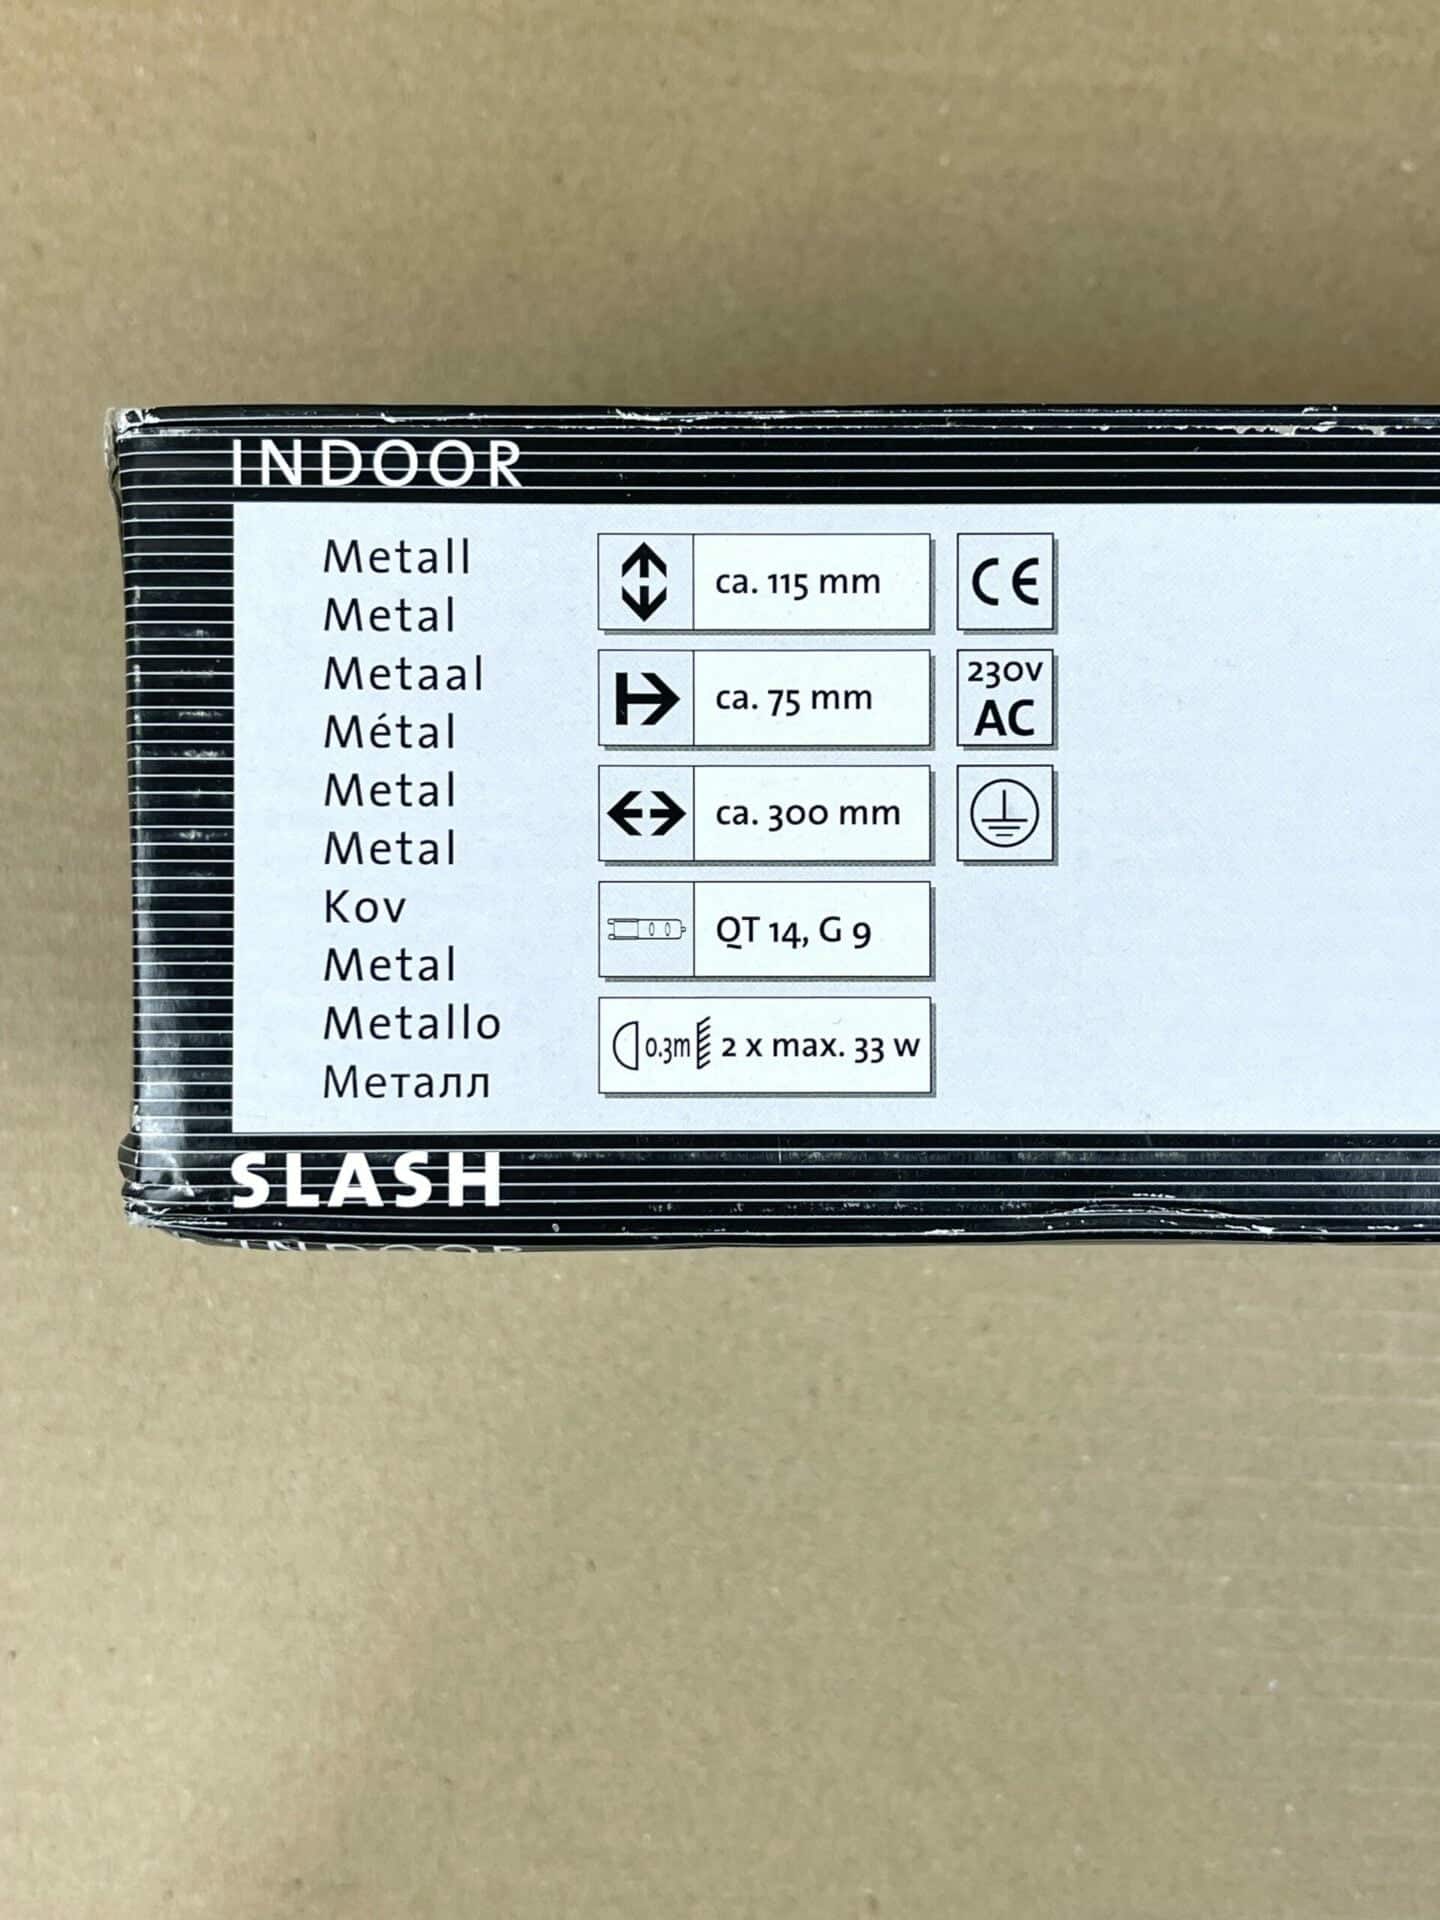 INDOOR
Metall
Metal
Metaal
Métal
Metal
Metal
Kov
Metal
Metallo
Металл
ca. 115 mm
ca. 75 mm
ca. 300 mm
QT 14, G 9
0.3m 2 x max. 33 w
CE
230V
AC
SLASH
INDOOR